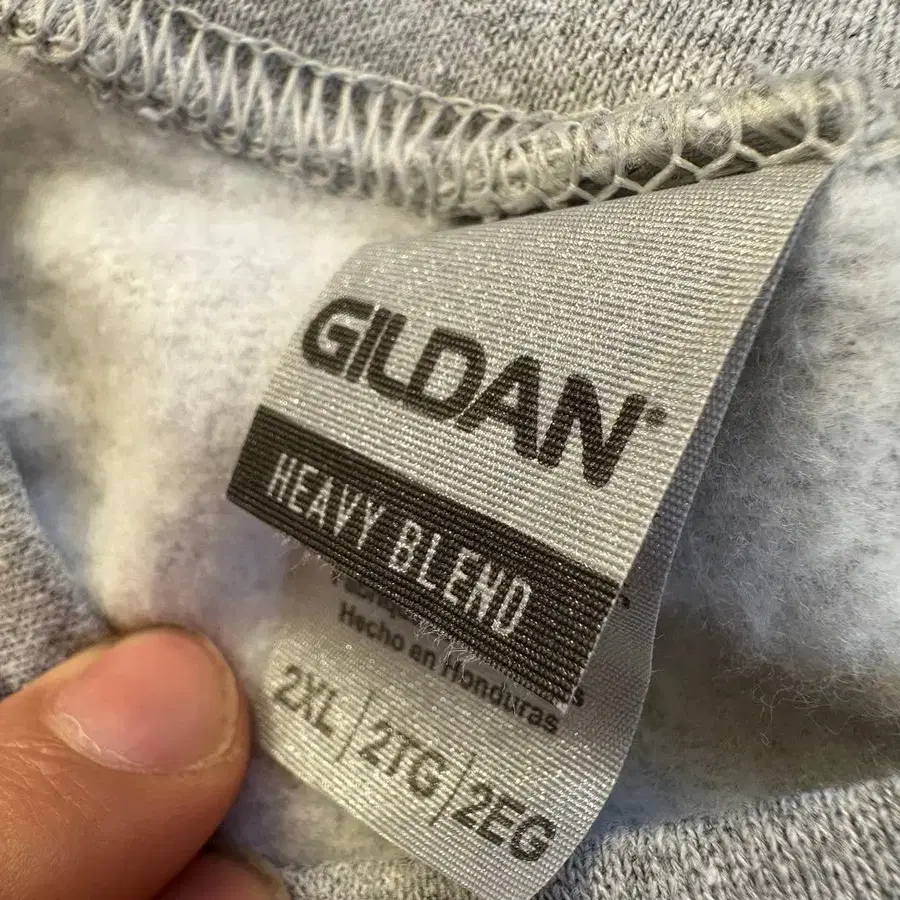 GILDAN
HEAVY BLEND
Hecho en Honduras
2XL/2TG/2EG